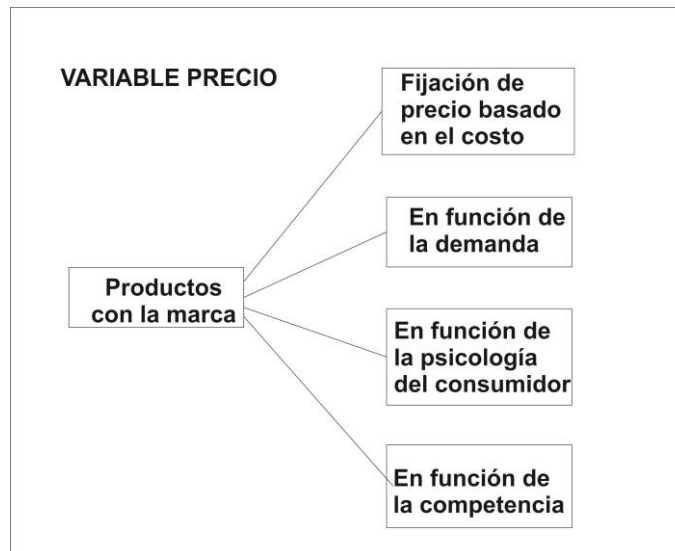 VARIABLE PRECIO
Fijación de
precio basado
en el costo
En función de
la demanda
Productos
con la marca
En función de
la psicología
del consumidor
En función de
la competencia